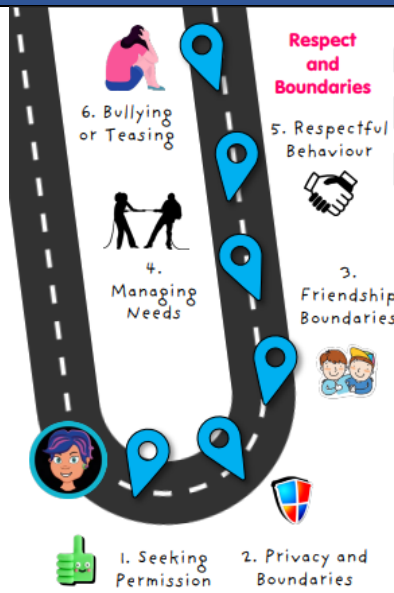 Respect
and
Boundaries
6. Bullying
or Teasing
5. Respectful
Behaviour
4.
Managing
Needs
3.
Friendship
Boundaries
1. Seeking
Permission
2. Privacy and
Boundaries